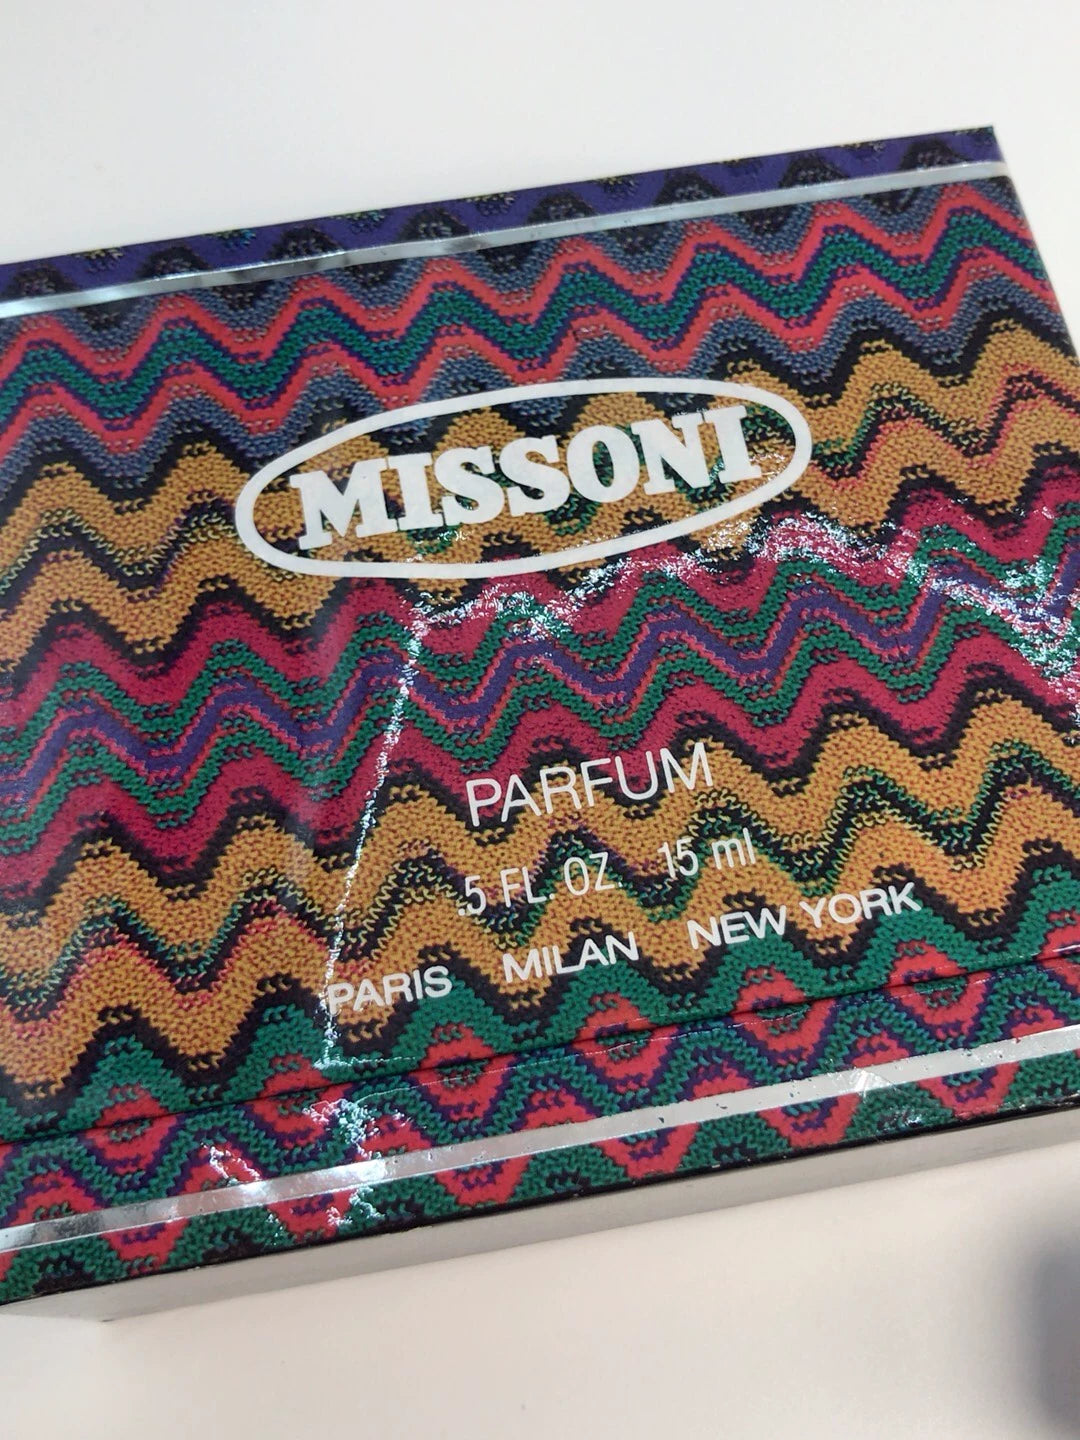 MISSONI
PARFUM
.5 FL. OZ. 15 ml
PARIS MILAN NEW YORK